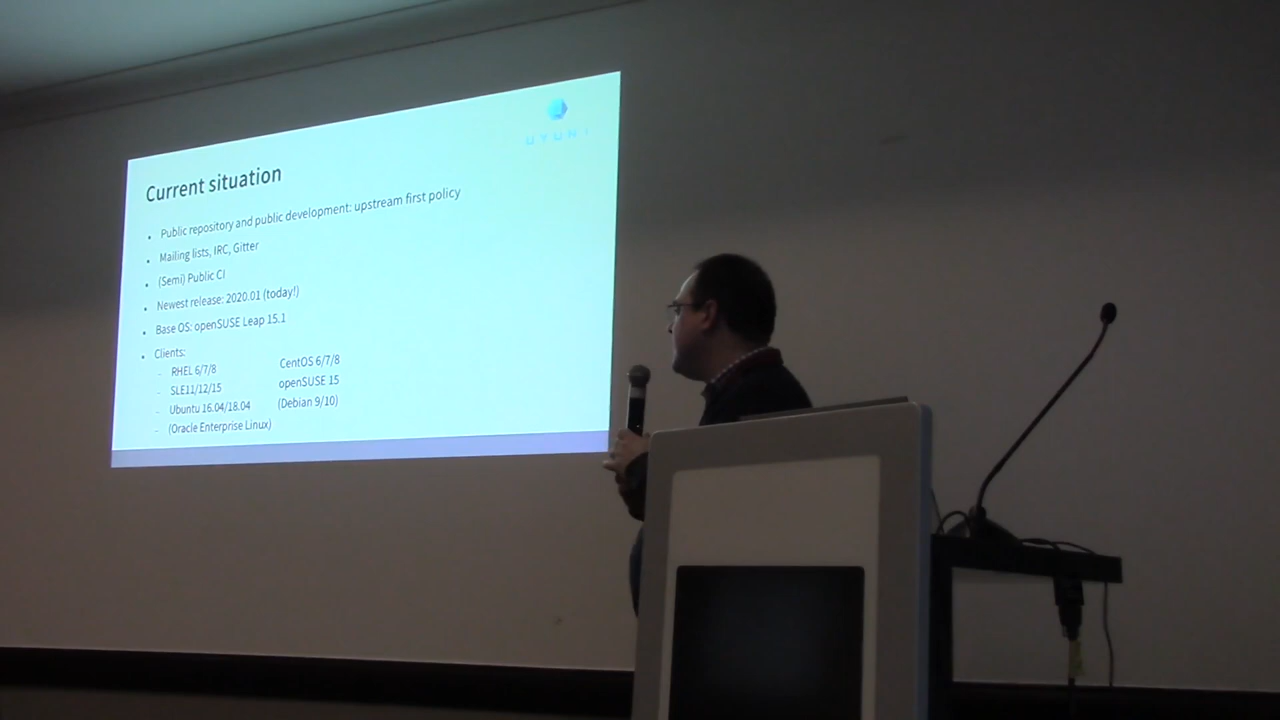 UYUNI
Current situation
• Public repository and public development: upstream first policy
• Mailing lists, IRC, Gitter
• (Semi) Public CI
• Newest release: 2020.01 (today!)
• Base OS: openSUSE Leap 15.1
• Clients:
- RHEL 6/7/8 CentOS 6/7/8
- SLE11/12/15 openSUSE 15
- Ubuntu 16.04/18.04 (Debian 9/10)
- (Oracle Enterprise Linux)